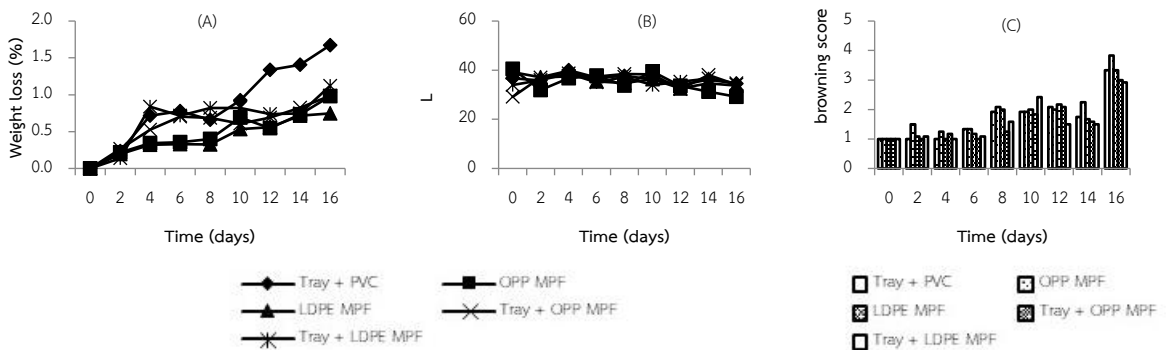 (A)
Weight loss (%)
2.0
1.5
1.0
0.5
0.0
0 2 4 6 8 10 12 14 16
Time (days)
(B)
L
60
40
20
0
0 2 4 6 8 10 12 14 16
Time (days)
(C)
browning score
5
4
3
2
1
0
0 2 4 6 8 10 12 14 16
Time (days)
Tray + PVC OPP MPF
LDPE MPF Tray + OPP MPF
Tray + LDPE MPF
Tray + PVC OPP MPF
LDPE MPF Tray + OPP MPF
Tray + LDPE MPF